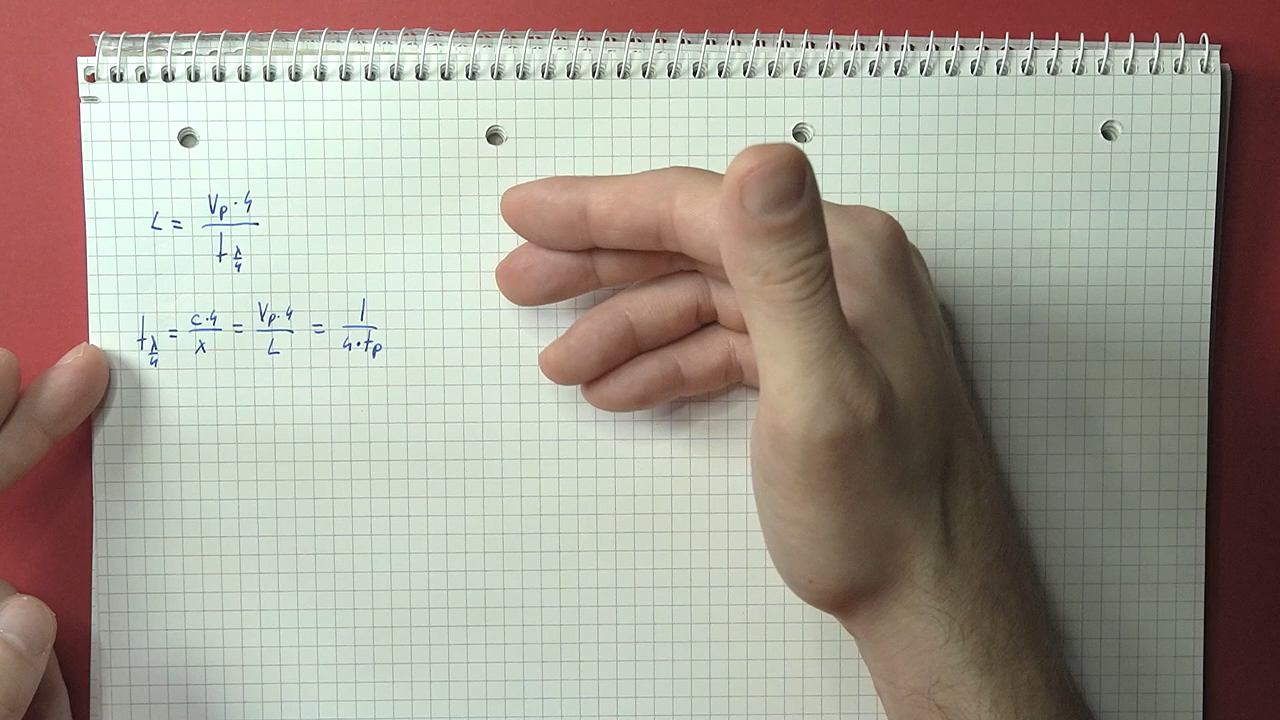 L = Vp · 4 / f λ/4
f λ/4 = c · 4 / λ = Vp · 4 / L = 1 / 4 · tp